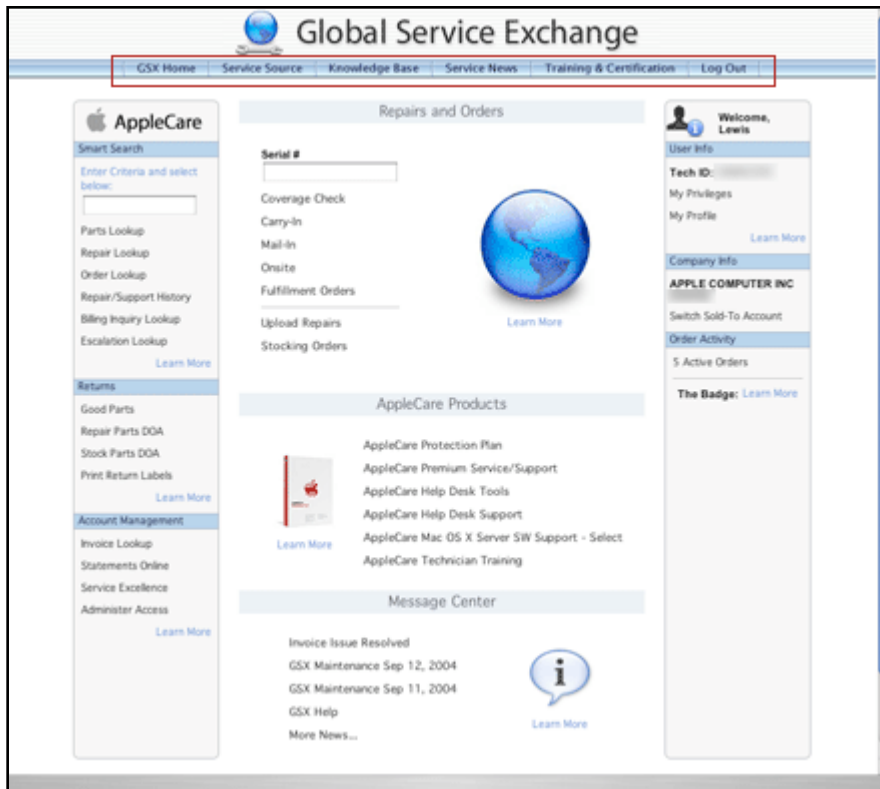 Global Service Exchange
GSX Home Service Source Knowledge Base Service News Training & Certification Log Out
AppleCare
Smart Search
Enter Criteria and select
below:
Parts Lookup
Repair Lookup
Order Lookup
Repair/Support History
Billing Inquiry Lookup
Escalation Lookup
Learn More
Returns
Good Parts
Repair Parts DOA
Stock Parts DOA
Print Return Labels
Learn More
Account Management
Invoice Lookup
Statements Online
Service Excellence
Administer Access
Learn More
Repairs and Orders
Serial #
Coverage Check
Carry-In
Mail-In
Onsite
Fulfillment Orders
Upload Repairs
Stocking Orders
Learn More
AppleCare Products
AppleCare Protection Plan
AppleCare Premium Service/Support
AppleCare Help Desk Tools
AppleCare Help Desk Support
AppleCare Mac OS X Server SW Support - Select
AppleCare Technician Training
Learn More
Message Center
Invoice Issue Resolved
GSX Maintenance Sep 12, 2004
GSX Maintenance Sep 11, 2004
GSX Help
More News...
Learn More
Welcome,
Lewis
User Info
Tech ID:
My Privileges
My Profile
Learn More
Company Info
APPLE COMPUTER INC
Switch Sold-To Account
Order Activity
5 Active Orders
The Badge: Learn More